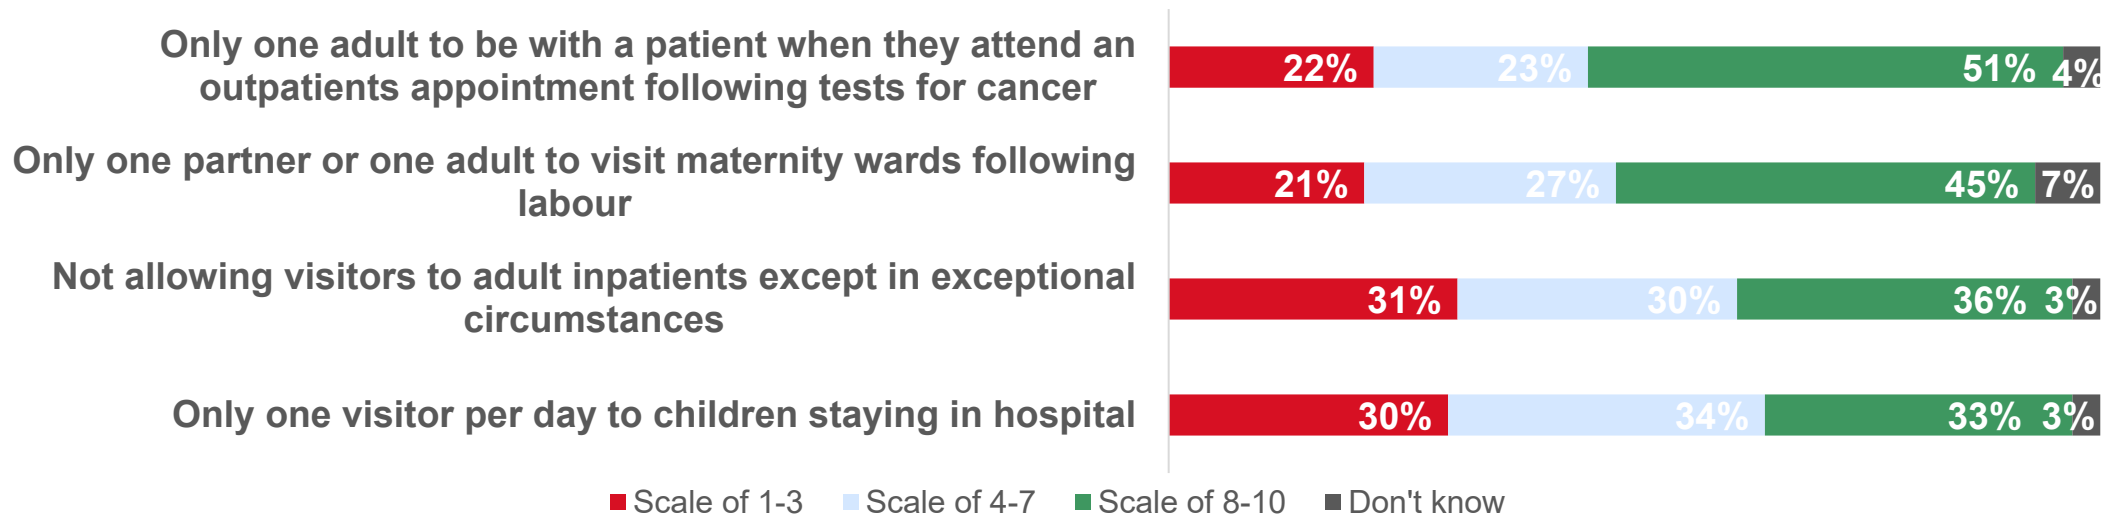 Only one adult to be with a patient when they attend an
outpatients appointment following tests for cancer
22% 23% 51% 4%
Only one partner or one adult to visit maternity wards following
labour
21% 27% 45% 7%
Not allowing visitors to adult inpatients except in exceptional
circumstances
31% 30% 36% 3%
Only one visitor per day to children staying in hospital
30% 34% 33% 3%
Scale of 1-3 Scale of 4-7 Scale of 8-10 Don't know